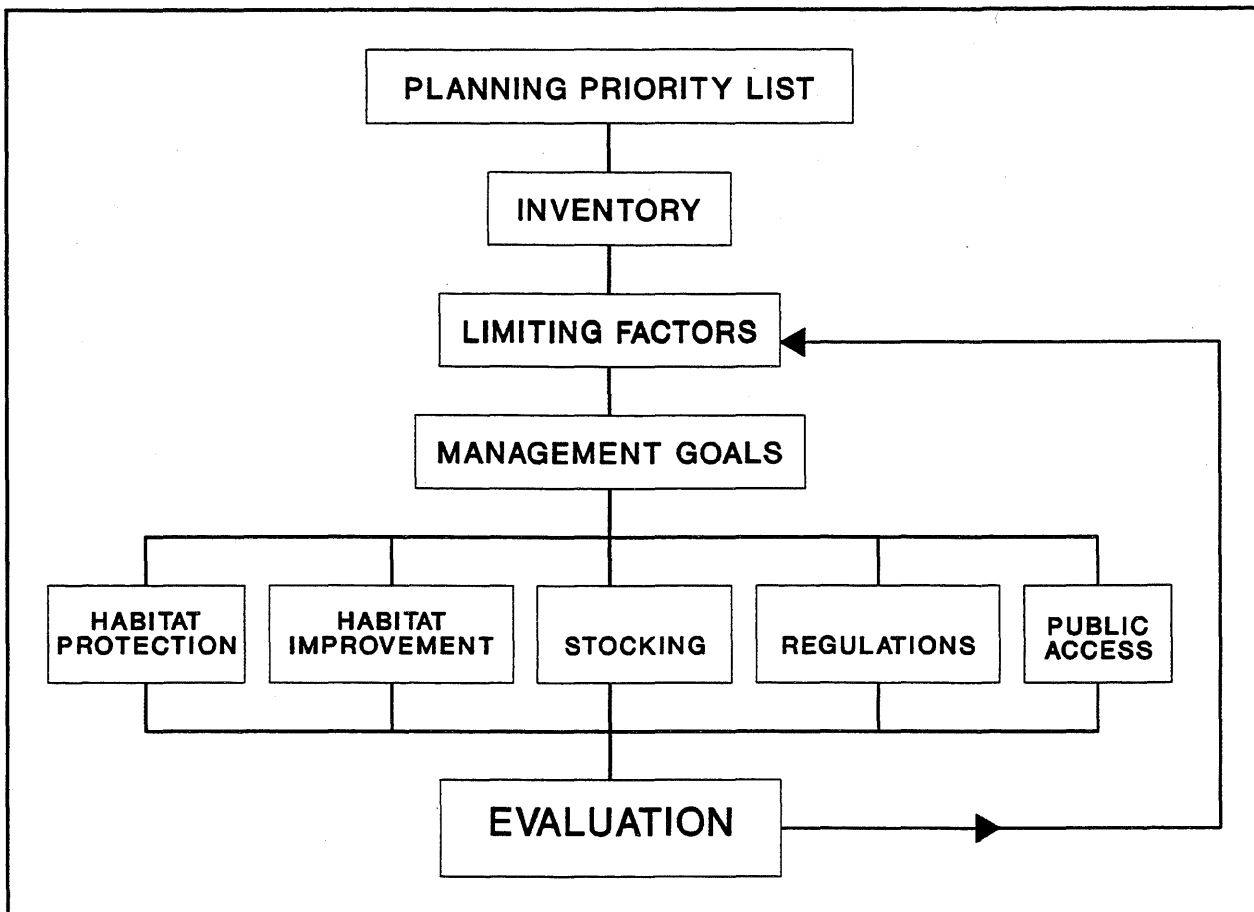 PLANNING PRIORITY LIST
INVENTORY
LIMITING FACTORS
MANAGEMENT GOALS
HABITAT
PROTECTION
HABITAT
IMPROVEMENT
STOCKING
REGULATIONS
PUBLIC
ACCESS
EVALUATION